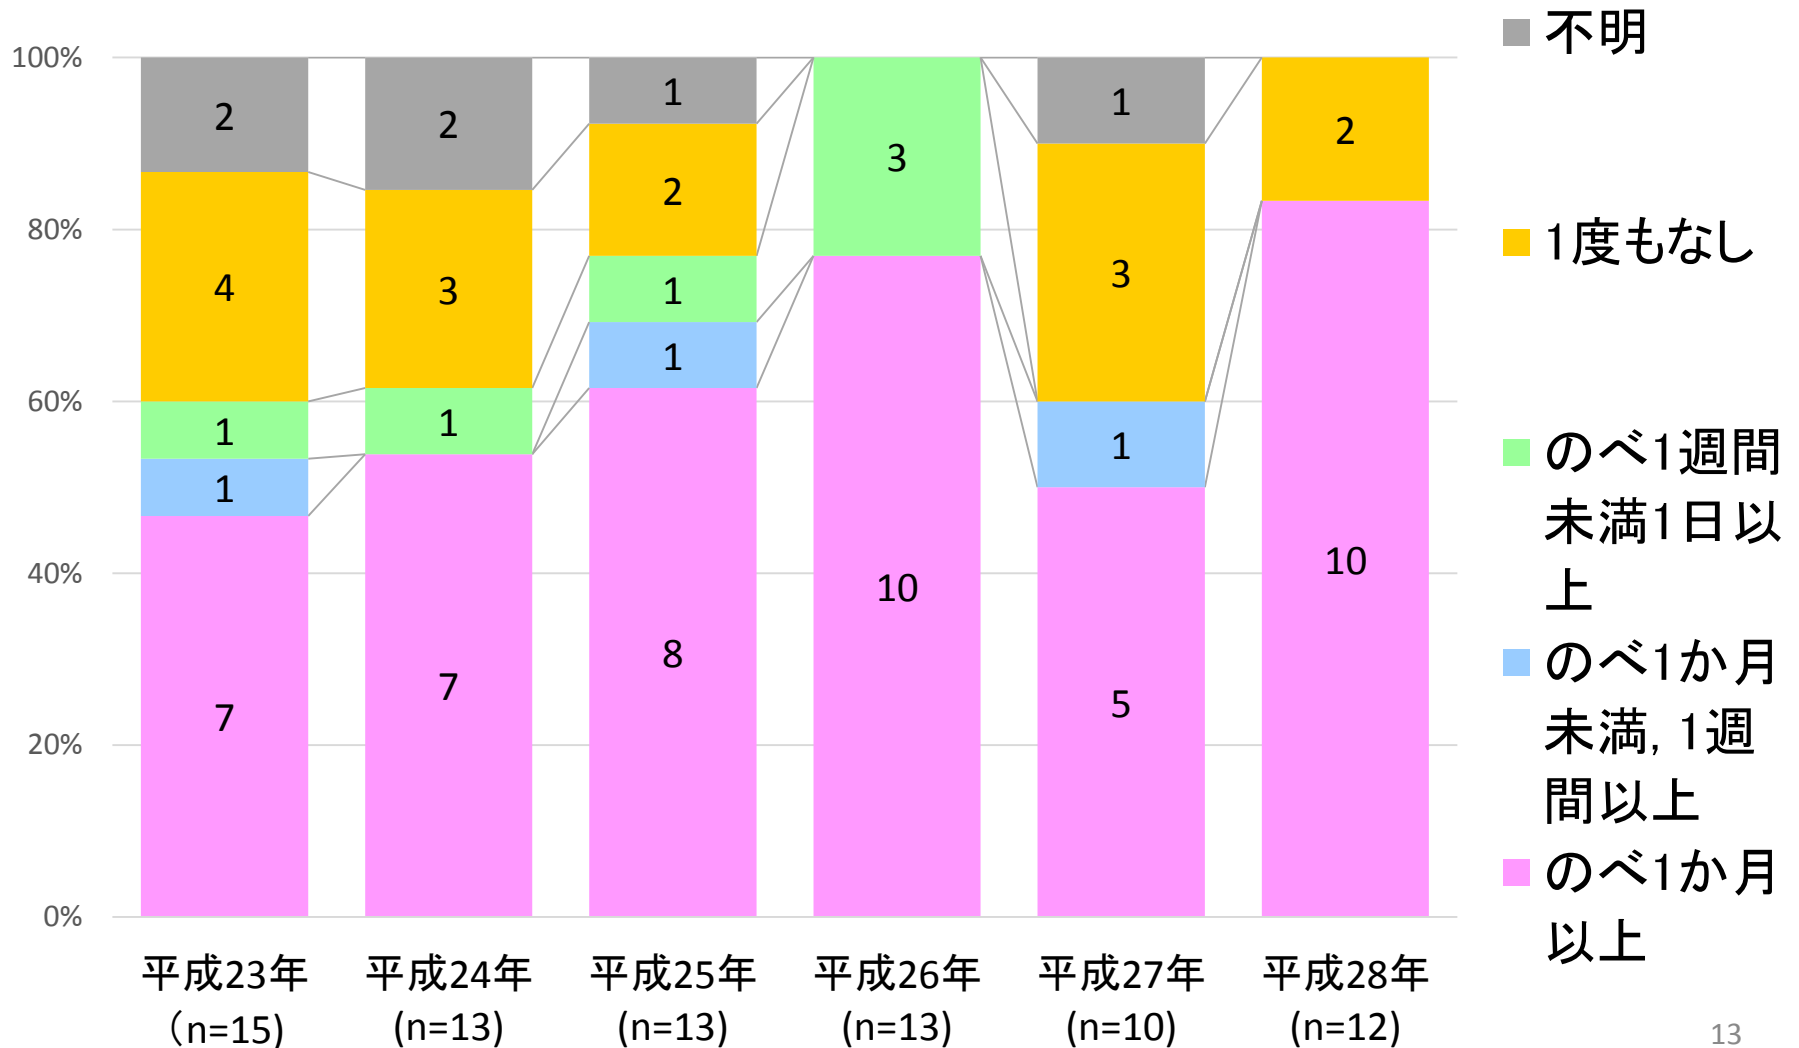 100%
80%
60%
40%
20%
0%
2
4
1
1
7
2
3
1
7
1
2
1
1
8
3
10
1
3
1
5
2
10
平成23年
（n=15)
平成24年
(n=13)
平成25年
(n=13)
平成26年
(n=13)
平成27年
(n=10)
平成28年
(n=12)
不明
1度もなし
のべ1週間
未満1日以
上
のべ1か月
未満, 1週
間以上
のべ1か月
以上
13